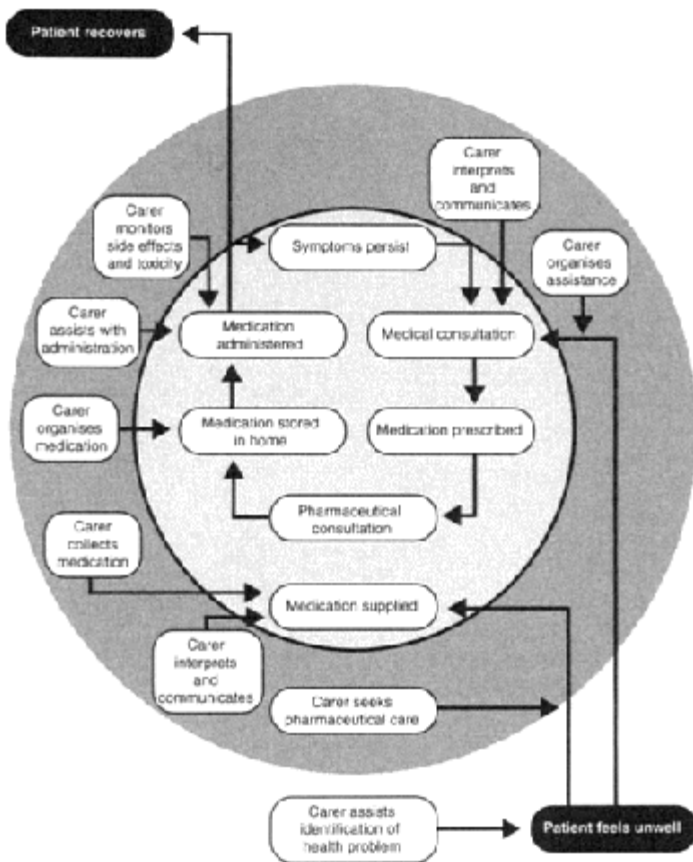 Patient recovers
Carer
interprets
and
communicates
Carer
monitors
side effects
and toxicity
Symptoms persist
Carer
organises
assistance
Carer
assists with
administration
Medication
administered
Medical consultation
Carer
organises
medication
Medication stored
in home
Medication prescribed
Pharmaceutical
consultation
Carer
collects
medication
Medication supplied
Carer
interprets
and
communicates
Carer seeks
pharmaceutical care
Carer assists
identification of
health problem
Patient feels unwell